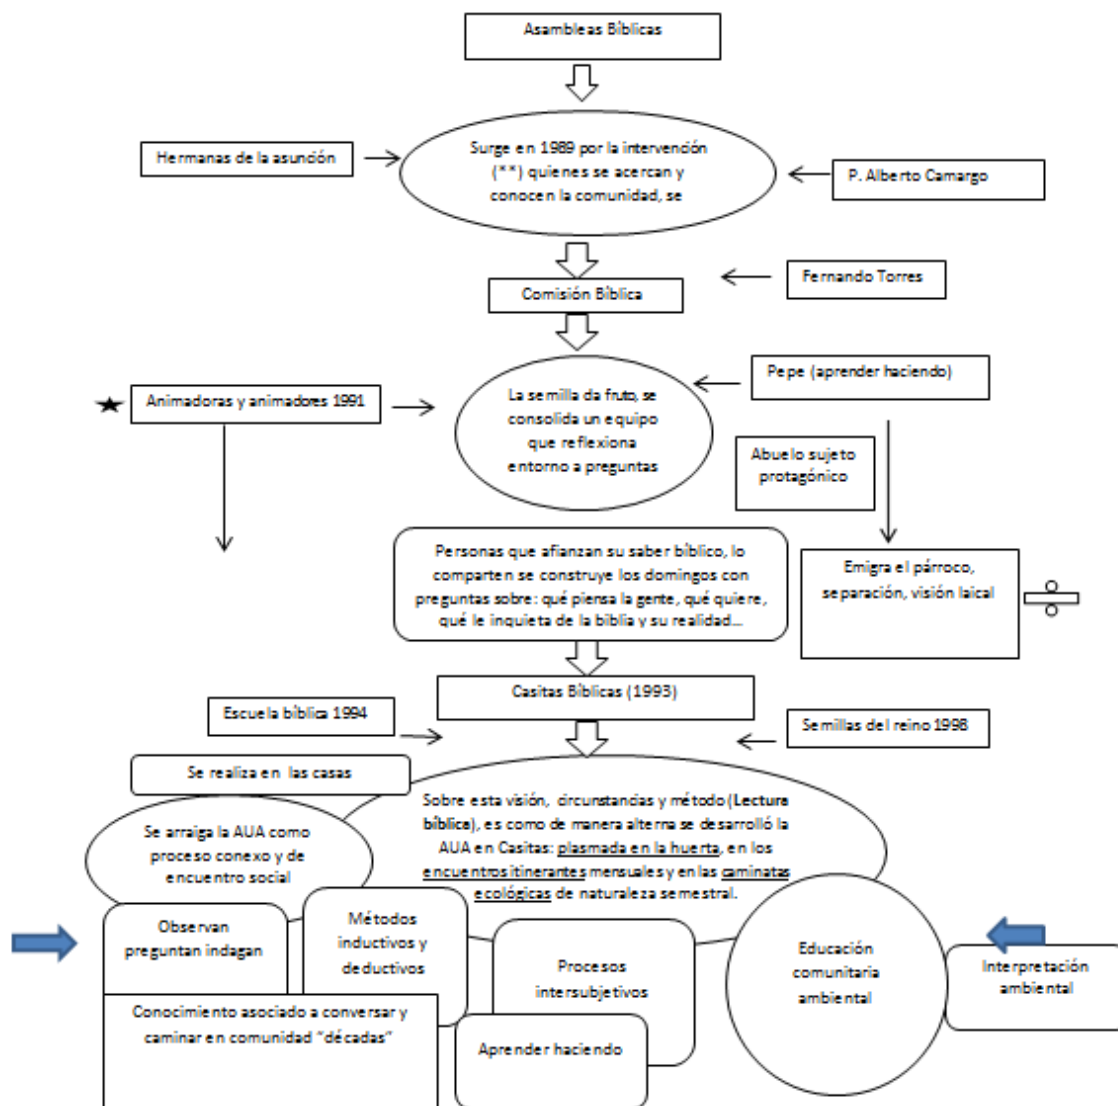 Asambleas Bíblicas
Hermanas de la asunción
Surge en 1989 por la intervención
(**) quienes se acercan y
conocen la comunidad, se
P. Alberto Camargo
Fernando Torres
Comisión Bíblica
Pepe (aprender haciendo)
Animadoras y animadores 1991
La semilla da fruto, se
consolida un equipo
que reflexiona
entorno a preguntas
Abuelo sujeto
protagónico
Personas que afianzan su saber bíblico, lo
comparten se construye los domingos con
preguntas sobre: qué piensa la gente, qué quiere,
qué le inquieta de la biblia y su realidad...
Emigra el párroco,
separación, visión laical
Casitas Bíblicas (1993)
Escuela bíblica 1994
Semillas del reino 1998
Se realiza en las casas
Sobre esta visión, circunstancias y método (Lectura
bíblica), es como de manera alterna se desarrolló la
AUA en Casitas: plasmada en la huerta, en los
encuentros itinerantes mensuales y en las caminatas
ecológicas de naturaleza semestral.
Se arraiga la AUA como
proceso conexo y de
encuentro social
Observan
preguntan indagan
Métodos
inductivos y
deductivos
Procesos
intersubjetivos
Educación
comunitaria
ambiental
Interpretación
ambiental
Conocimiento asociado a conversar y
caminar en comunidad "décadas"
Aprender haciendo